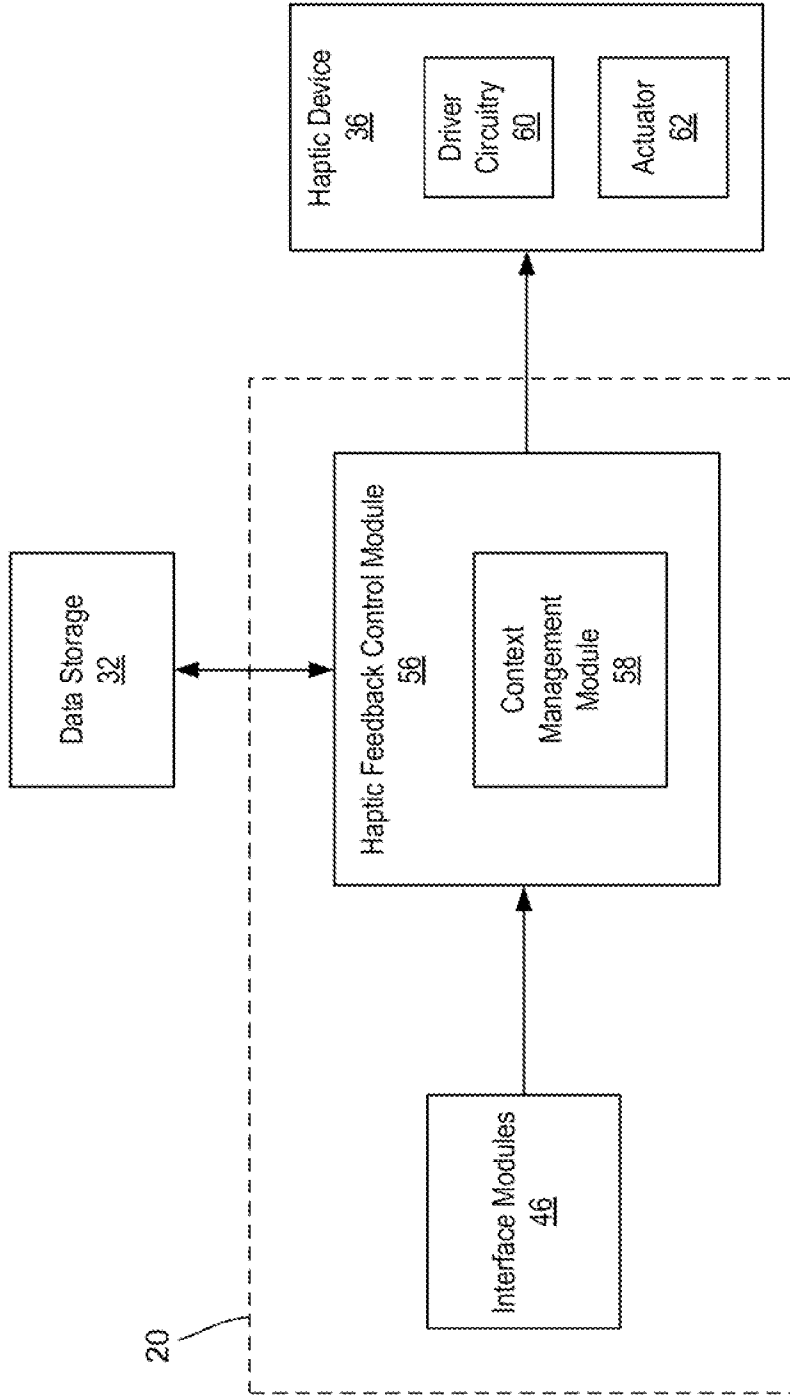 20
Interface Modules
46
Data Storage
32
Haptic Feedback Control Module
56
Context
Management
Module
58
Haptic Device
36
Driver
Circuitry
60
Actuator
62